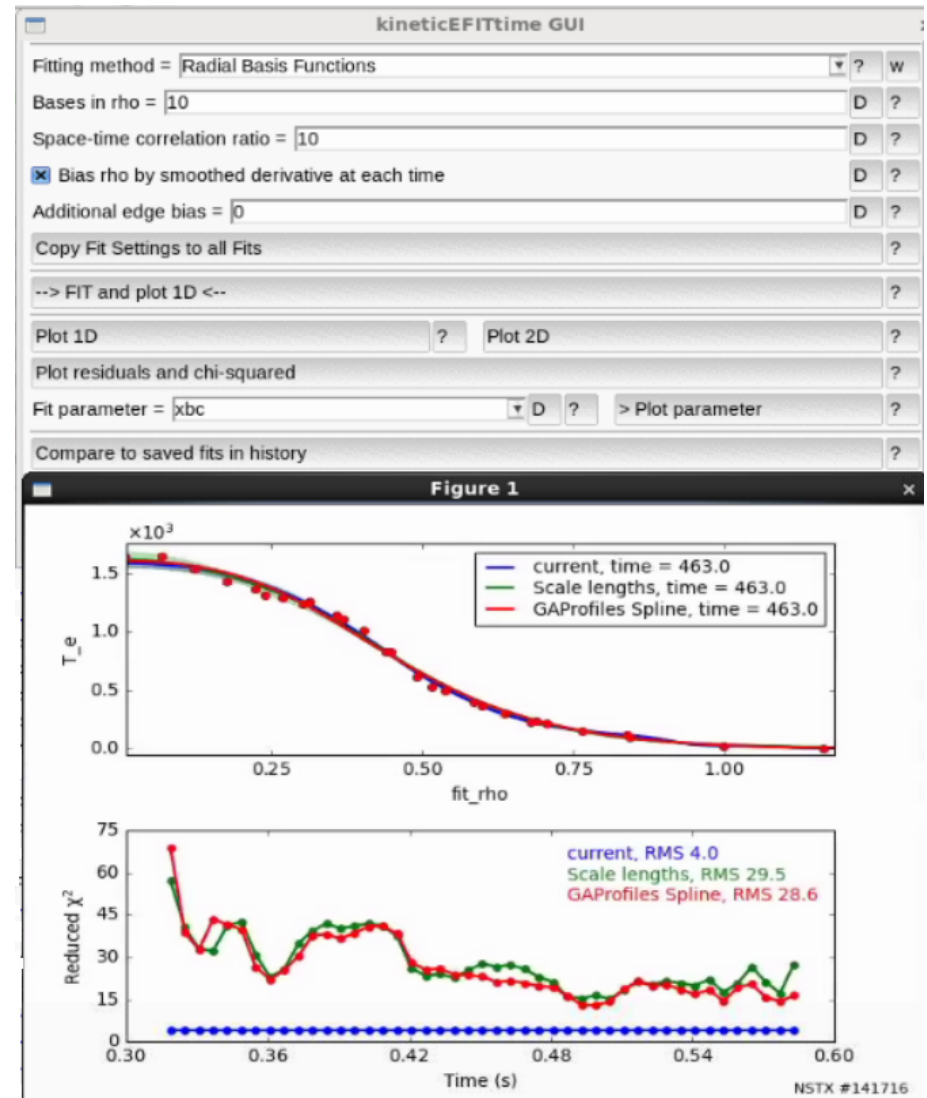 kineticEFITtime GUI
Fitting method = Radial Basis Functions ? w
Bases in rho = 10 D ?
Space-time correlation ratio = 10 D ?
Bias rho by smoothed derivative at each time D ?
Additional edge bias = 0 D ?
Copy Fit Settings to all Fits ?
--> FIT and plot 1D <-- ?
Plot 1D ? Plot 2D ?
Plot residuals and chi-squared ?
Fit parameter = xbc D ? > Plot parameter ?
Compare to saved fits in history ?
Figure 1 ×
×10³
current, time = 463.0
Scale lengths, time = 463.0
GAProfiles Spline, time = 463.0
T_e
1.5
1.0
0.5
0.0
0.25 0.50 0.75 1.00
fit_rho
75
60
45
30
15
0
Reduced χ²
current, RMS 4.0
Scale lengths, RMS 29.5
GAProfiles Spline, RMS 28.6
0.30 0.36 0.42 0.48 0.54 0.60
Time (s)
NSTX #141716